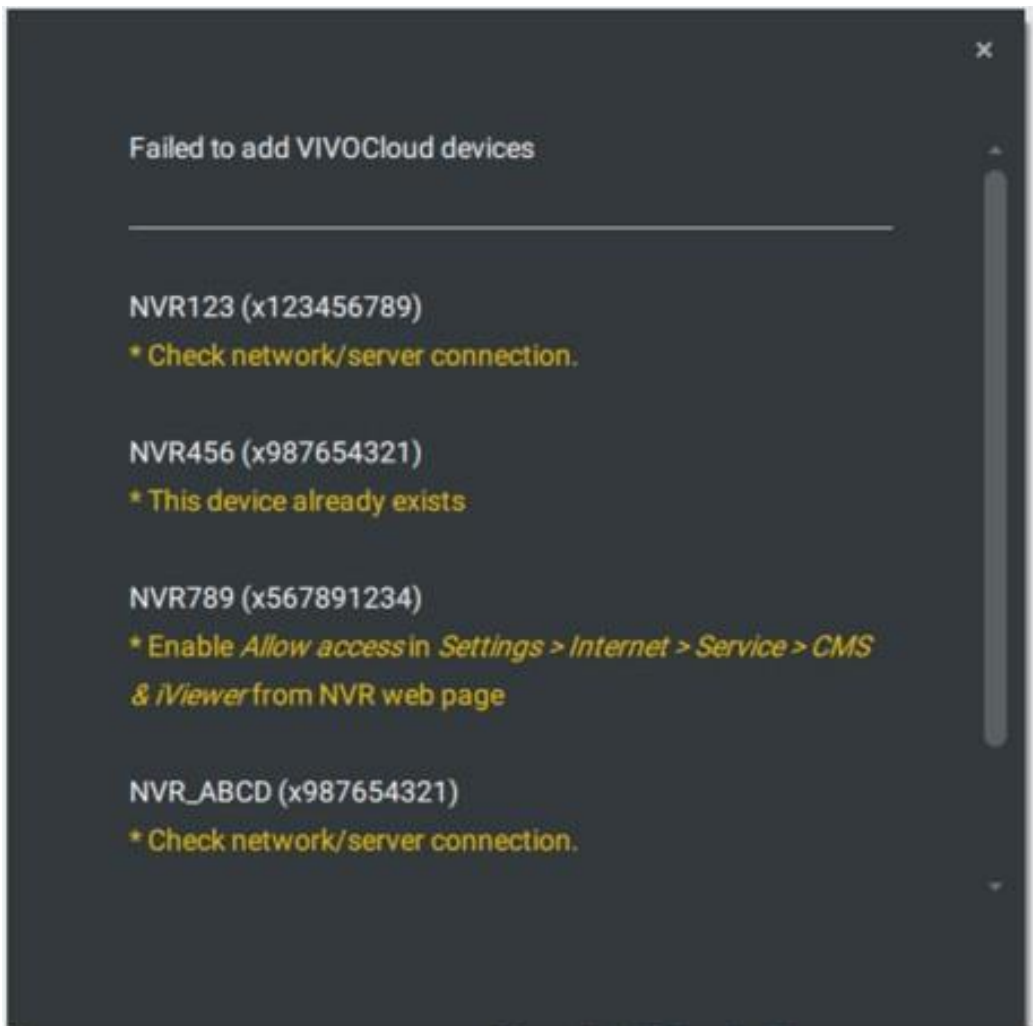 Failed to add VIVOCloud devices
NVR123 (x123456789)
* Check network/server connection.
NVR456 (x987654321)
* This device already exists
NVR789 (x567891234)
* Enable Allow access in Settings > Internet > Service > CMS
& iViewer from NVR web page
NVR_ABCD (x987654321)
* Check network/server connection.